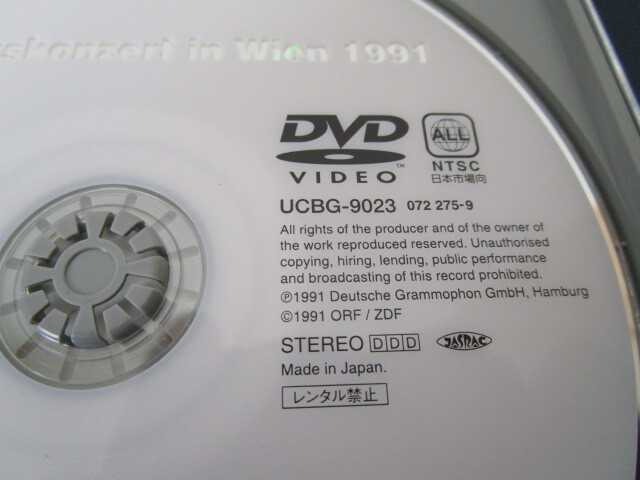 skonzert in Wien 1991
DVD
VIDEO
ALL
NTSC
日本市場向
UCBG-9023 072 275-9
All rights of the producer and of the owner of
the work reproduced reserved. Unauthorised
copying, hiring, lending, public performance
and broadcasting of this record prohibited.
℗1991 Deutsche Grammophon GmbH, Hamburg
©1991 ORF / ZDF
STEREO DDD JASRAC
Made in Japan.
レンタル禁止